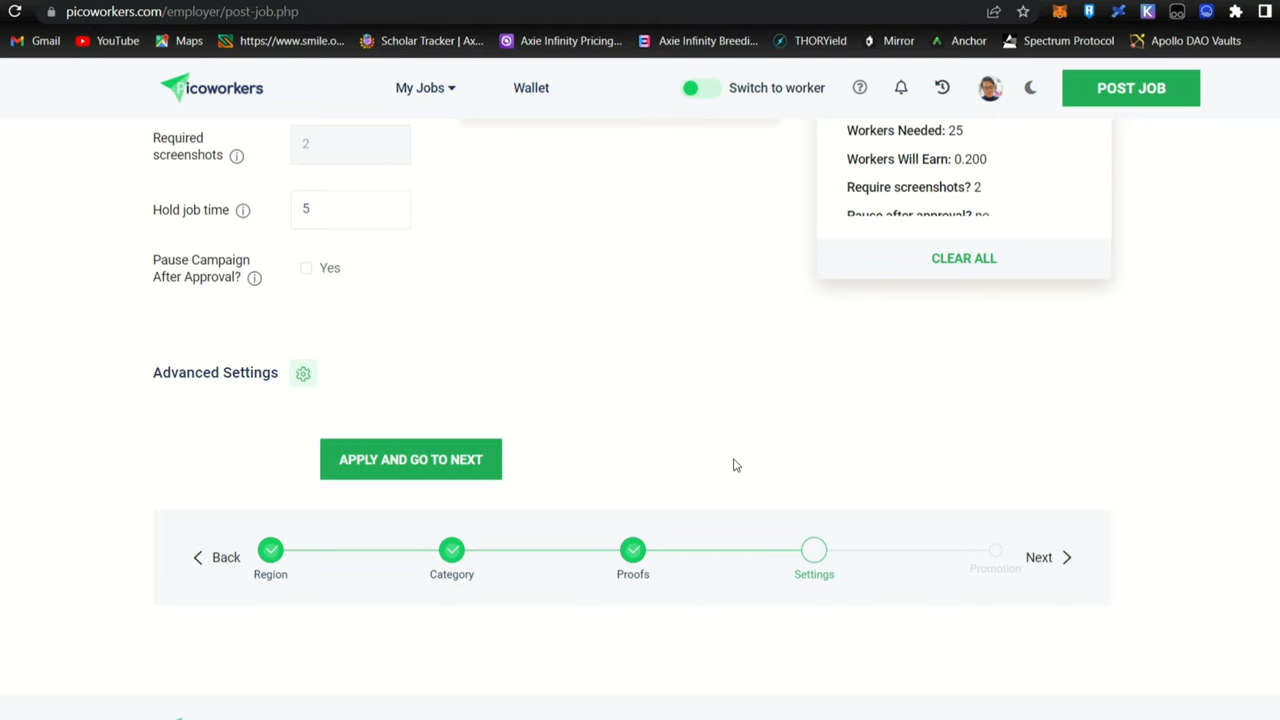 picoworkers.com/employer/post-job.php
Gmail YouTube Maps https://www.smile.o... Scholar Tracker | Ax... Axie Infinity Pricing... Axie Infinity Breedi... THORYield Mirror Anchor Spectrum Protocol Apollo DAO Vaults
Picoworkers My Jobs Wallet Switch to worker POST JOB
Required
screenshots
2
Hold job time
5
Pause Campaign
After Approval?
Yes
Workers Needed: 25
Workers Will Earn: 0.200
Require screenshots? 2
Pause after approval? no
CLEAR ALL
Advanced Settings
APPLY AND GO TO NEXT
Back
Region
Category
Proofs
Settings
Promotion
Next